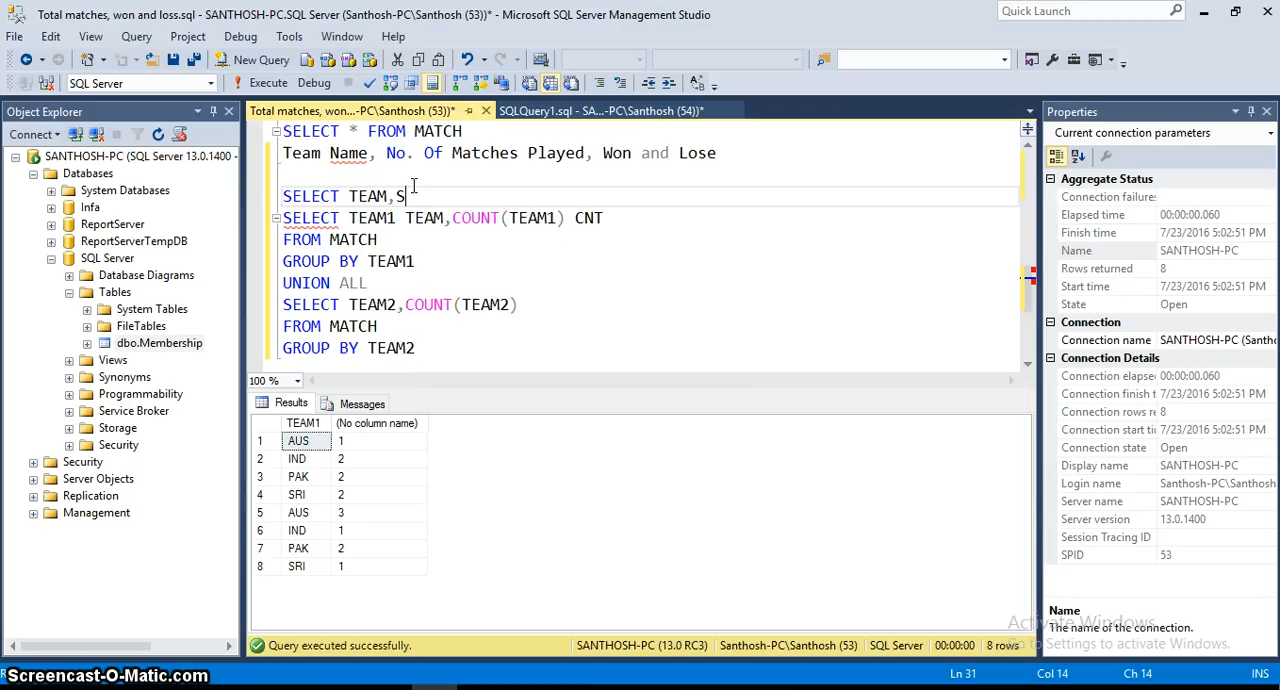 Total matches, won and loss.sql - SANTHOSH-PC.SQL Server (Santhosh-PC\Santhosh (53))* - Microsoft SQL Server Management Studio
Quick Launch
File Edit View Query Project Debug Tools Window Help
New Query
SQL Server Execute Debug
Object Explorer
Connect
SANTHOSH-PC (SQL Server 13.0.1400 -
Databases
System Databases
Infa
ReportServer
ReportServerTempDB
SQL Server
Database Diagrams
Tables
System Tables
FileTables
dbo.Membership
Views
Synonyms
Programmability
Service Broker
Storage
Security
Security
Server Objects
Replication
Management
Total matches, won...-PC\Santhosh (53))* SQLQuery1.sql - SA...-PC\Santhosh (54))*
SELECT * FROM MATCH
Team Name, No. Of Matches Played, Won and Lose
SELECT TEAM,S
SELECT TEAM1 TEAM,COUNT(TEAM1) CNT
FROM MATCH
GROUP BY TEAM1
UNION ALL
SELECT TEAM2,COUNT(TEAM2)
FROM MATCH
GROUP BY TEAM2
100 %
Results Messages
TEAM1 (No column name)
1 AUS 1
2 IND 2
3 PAK 2
4 SRI 2
5 AUS 3
6 IND 1
7 PAK 2
8 SRI 1
Query executed successfully. SANTHOSH-PC (13.0 RC3) Santhosh-PC\Santhosh (53) SQL Server 00:00:00 8 rows
Properties
Current connection parameters
Aggregate Status
Connection failure:
Elapsed time 00:00:00.060
Finish time 7/23/2016 5:02:51 PM
Name SANTHOSH-PC
Rows returned 8
Start time 7/23/2016 5:02:51 PM
State Open
Connection
Connection name SANTHOSH-PC (Santh
Connection Details
Connection elapse 00:00:00.060
Connection finish t 7/23/2016 5:02:51 PM
Connection rows re 8
Connection start ti 7/23/2016 5:02:51 PM
Connection state Open
Display name SANTHOSH-PC
Login name Santhosh-PC\Santhosh
Server name SANTHOSH-PC
Server version 13.0.1400
Session Tracing ID
SPID 53
Name
The name of the connection.
Activate Windows
Go to Settings to activate Windows.
Ln 31 Col 14 Ch 14 INS
Screencast-O-Matic.com